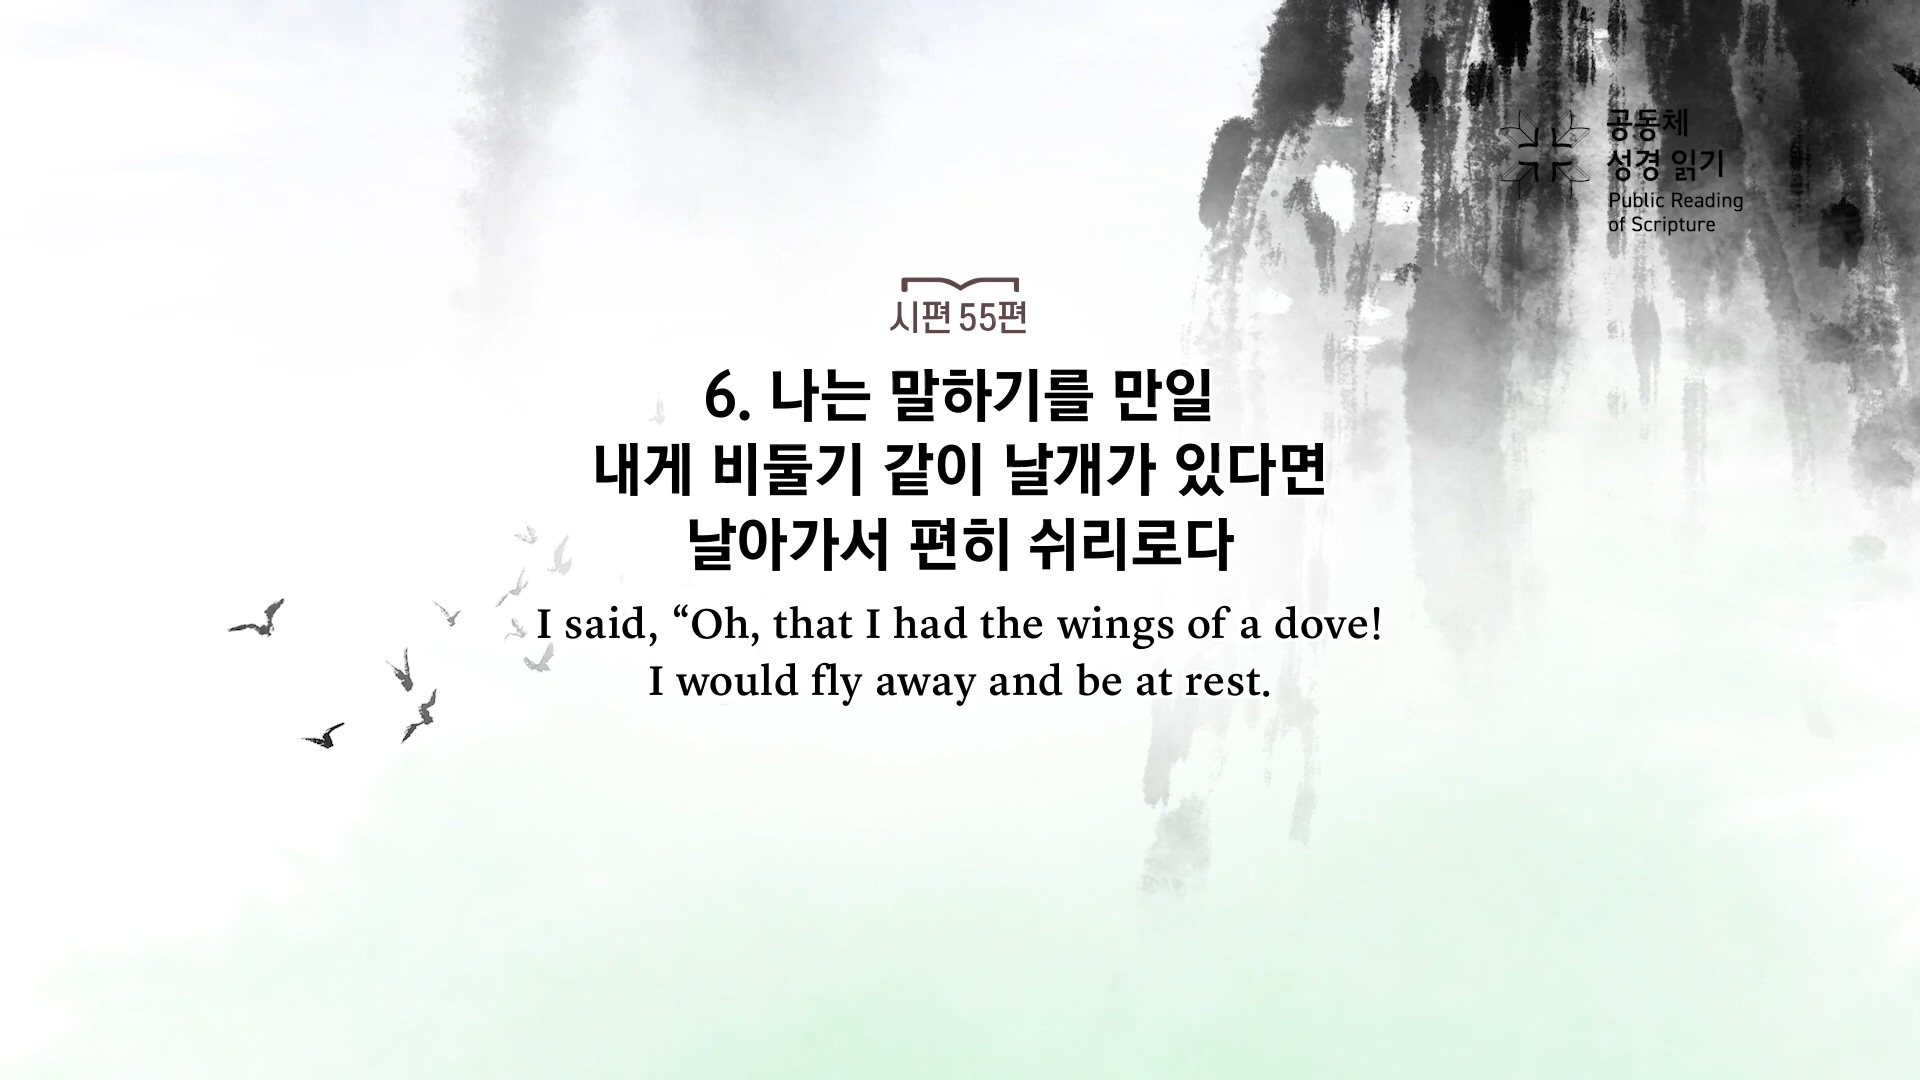 공동체
성경 읽기
Public Reading
of Scripture
시편 55편
6. 나는 말하기를 만일
내게 비둘기 같이 날개가 있다면
날아가서 편히 쉬리로다
I said, “Oh, that I had the wings of a dove!
I would fly away and be at rest.